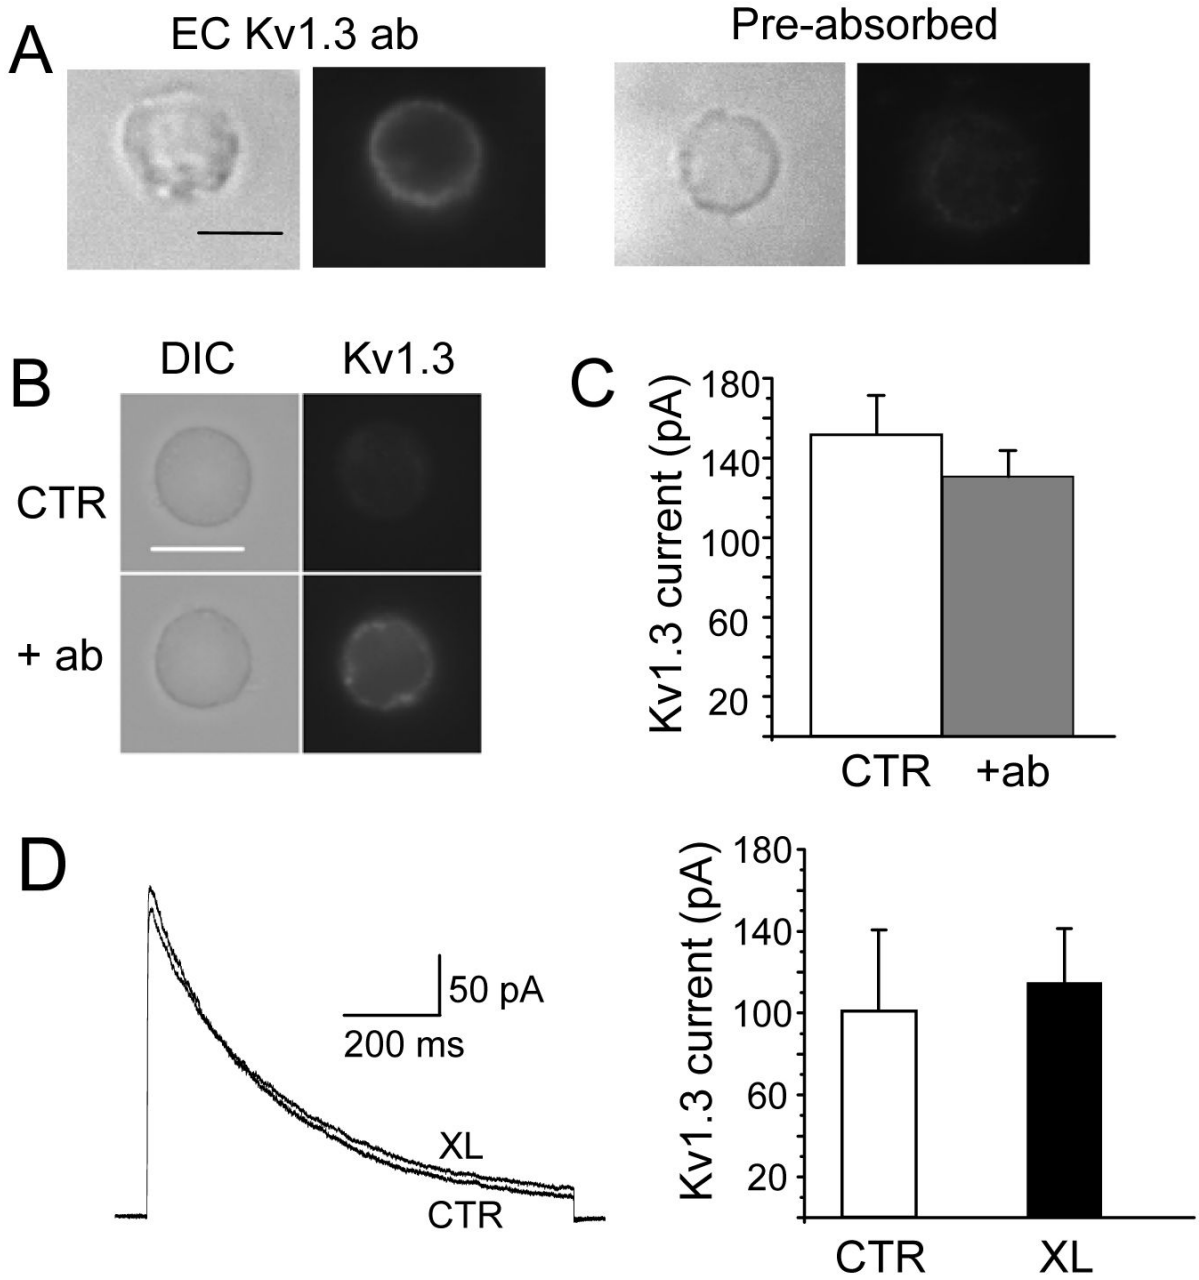 A
EC Kv1.3 ab
Pre-absorbed
B
DIC
Kv1.3
CTR
+ ab
C
Kv1.3 current (pA)
180
140
100
60
20
CTR
+ab
D
50 pA
200 ms
XL
CTR
Kv1.3 current (pA)
180
140
100
60
20
CTR
XL